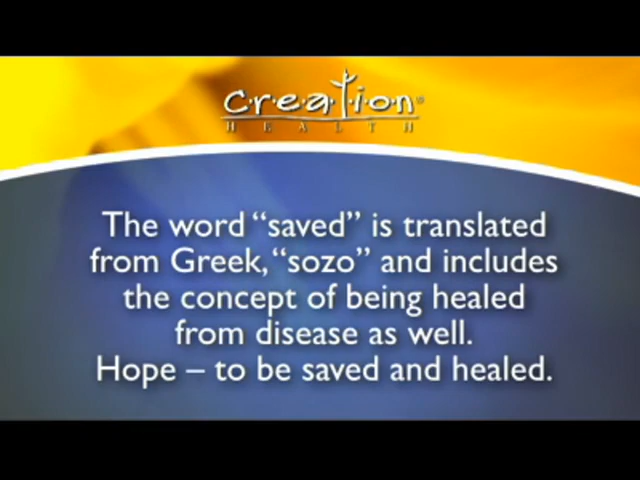 C·r·e·a·t·i·o·n®
HEALTH
The word “saved” is translated
from Greek, “sozo” and includes
the concept of being healed
from disease as well.
Hope – to be saved and healed.